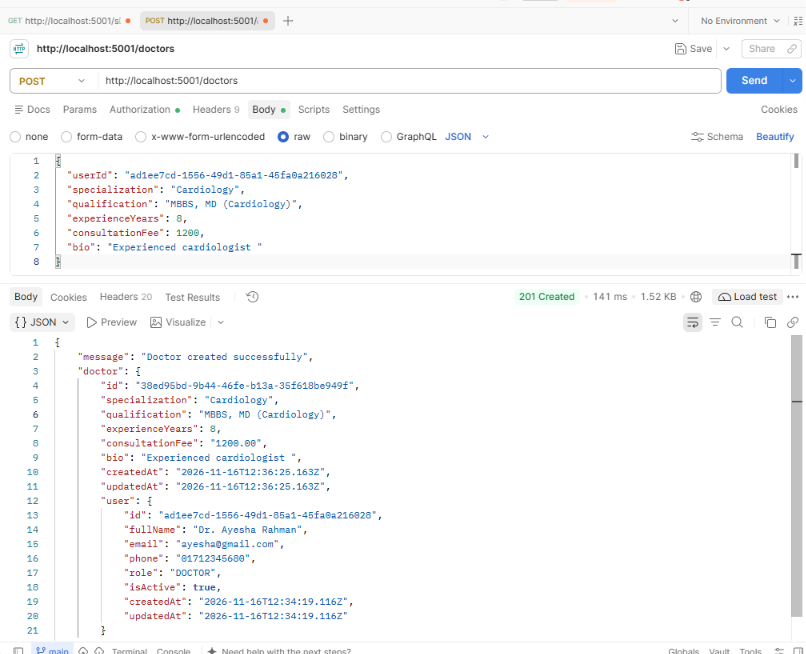 GET http://localhost:5001/sl
POST http://localhost:5001/
No Environment
http://localhost:5001/doctors
Save
Share
POST http://localhost:5001/doctors
Send
Docs Params Authorization Headers 9 Body Scripts Settings
Cookies
none form-data x-www-form-urlencoded raw binary GraphQL JSON
Schema Beautify
1 {
2 "userId": "ad1ee7cd-1556-49d1-85a1-45fa0a216028",
3 "specialization": "Cardiology",
4 "qualification": "MBBS, MD (Cardiology)",
5 "experienceYears": 8,
6 "consultationFee": 1200,
7 "bio": "Experienced cardiologist "
8 }
Body Cookies Headers 20 Test Results
201 Created 141 ms 1.52 KB Load test
{} JSON Preview Visualize
1 {
2 "message": "Doctor created successfully",
3 "doctor": {
4 "id": "38ed95bd-9b44-46fe-b13a-35f618be949f",
5 "specialization": "Cardiology",
6 "qualification": "MBBS, MD (Cardiology)",
7 "experienceYears": 8,
8 "consultationFee": "1200.00",
9 "bio": "Experienced cardiologist ",
10 "createdAt": "2026-11-16T12:36:25.163Z",
11 "updatedAt": "2026-11-16T12:36:25.163Z",
12 "user": {
13 "id": "ad1ee7cd-1556-49d1-85a1-45fa0a216028",
14 "fullName": "Dr. Ayesha Rahman",
15 "email": "ayesha@gmail.com",
16 "phone": "01712345600",
17 "role": "DOCTOR",
18 "isActive": true,
19 "createdAt": "2026-11-16T12:34:19.116Z",
20 "updatedAt": "2026-11-16T12:34:19.116Z"
21 }
main Terminal Console Need help with the next steps? Globals Vault Tools